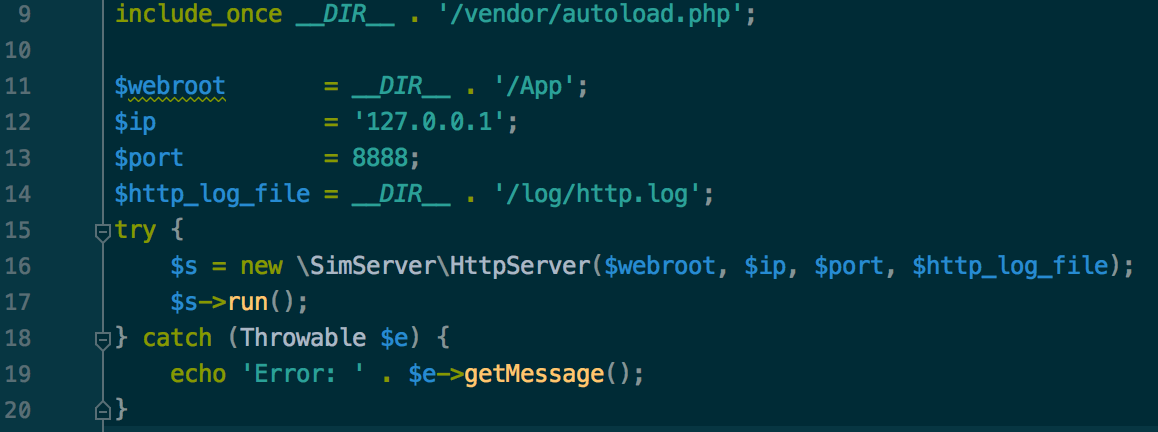 9 include_once __DIR__ . '/vendor/autoload.php';
10
11 $webroot       = __DIR__ . '/App';
12 $ip            = '127.0.0.1';
13 $port          = 8888;
14 $http_log_file = __DIR__ . '/log/http.log';
15 try {
16     $s = new \SimServer\HttpServer($webroot, $ip, $port, $http_log_file);
17     $s->run();
18 } catch (Throwable $e) {
19     echo 'Error: ' . $e->getMessage();
20 }